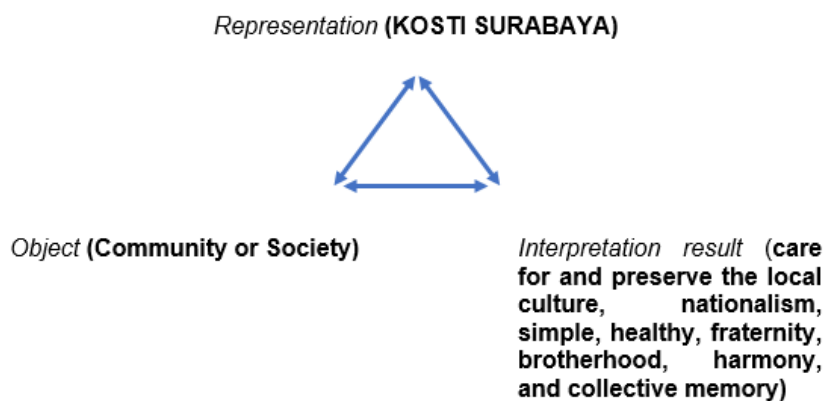 Representation (KOSTI SURABAYA)
Object (Community or Society)
Interpretation result (care
for and preserve the local
culture, nationalism,
simple, healthy, fraternity,
brotherhood, harmony,
and collective memory)